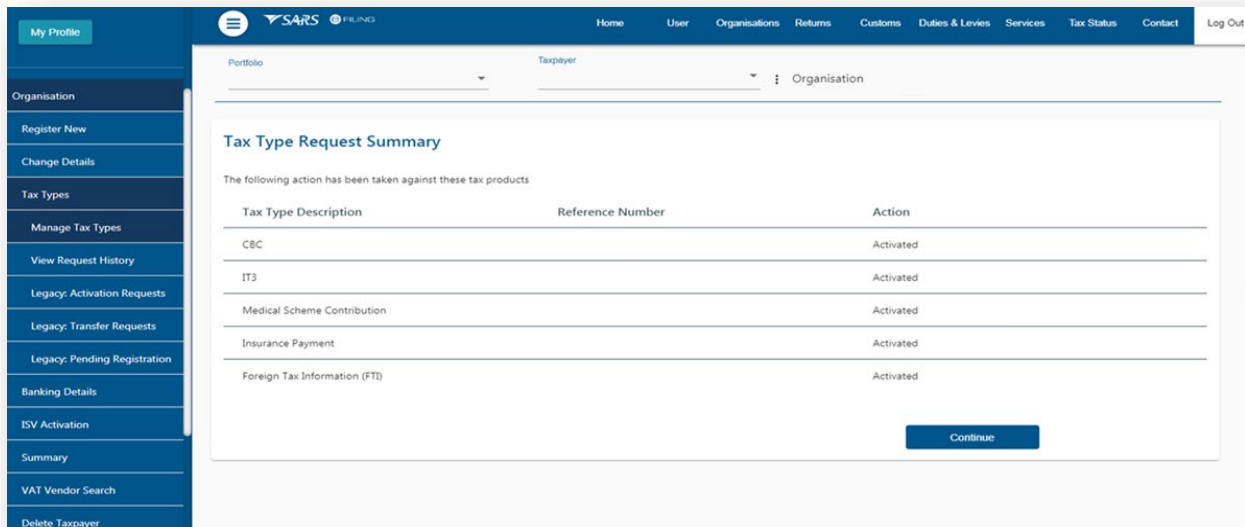 My Profile
SARS eFILING
Home User Organisations Returns Customs Duties & Levies Services Tax Status Contact Log Out
Portfolio
Taxpayer
Organisation
Organisation
Register New
Change Details
Tax Types
Manage Tax Types
View Request History
Legacy: Activation Requests
Legacy: Transfer Requests
Legacy: Pending Registration
Banking Details
ISV Activation
Summary
VAT Vendor Search
Delete Taxpayer
Tax Type Request Summary
The following action has been taken against these tax products
Tax Type Description Reference Number Action
CBC Activated
IT3 Activated
Medical Scheme Contribution Activated
Insurance Payment Activated
Foreign Tax Information (FTI) Activated
Continue